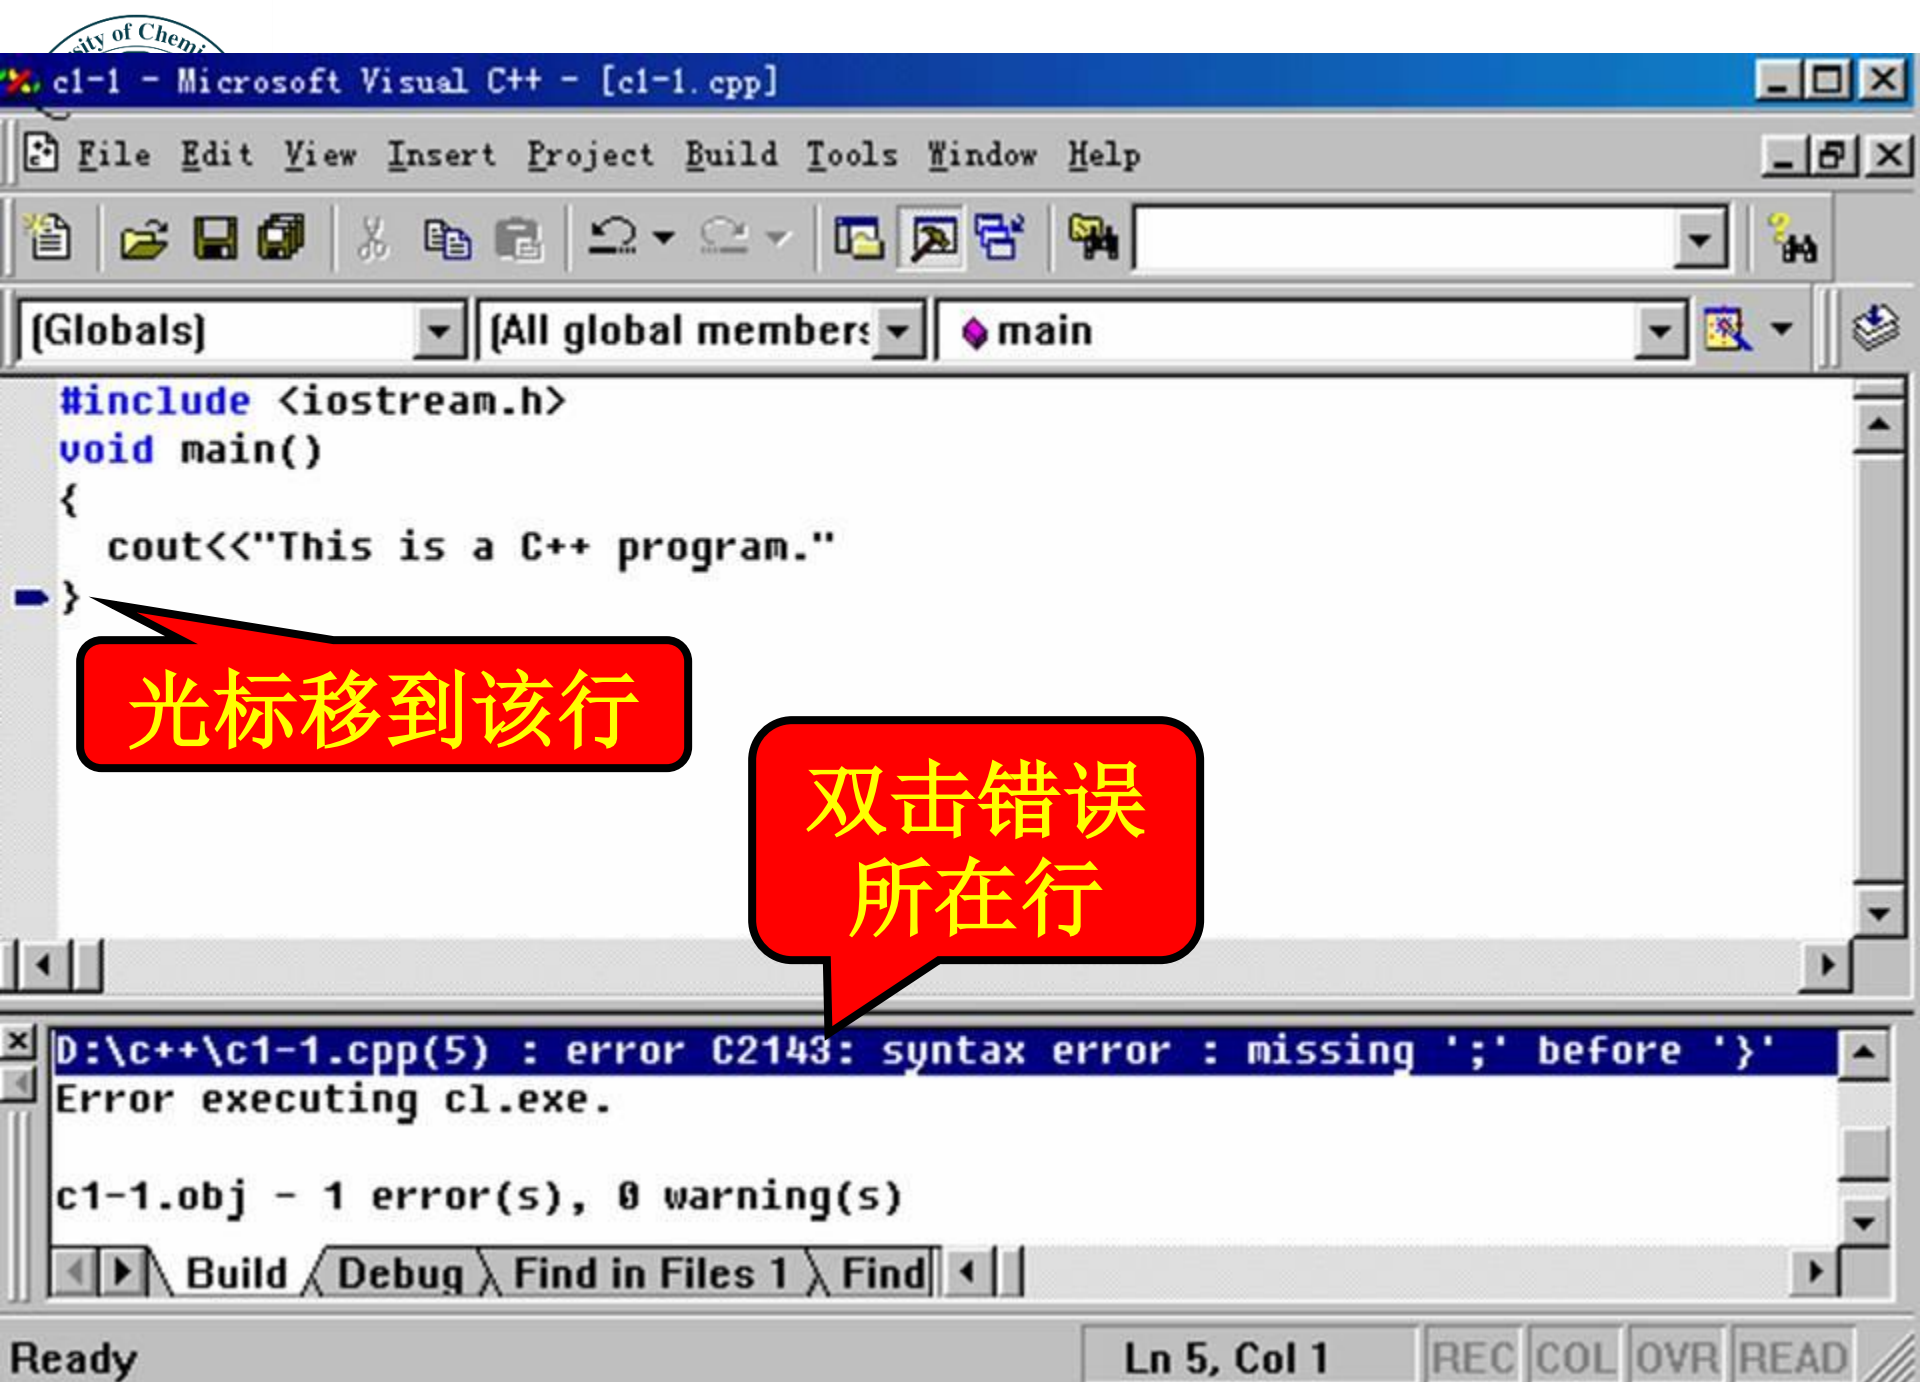 of Chemi
c1-1 - Microsoft Visual C++ - [c1-1.cpp]
File Edit View Insert Project Build Tools Window Help
(Globals) (All global members main
#include <iostream.h>
void main()
{
cout<<"This is a C++ program."
}
光标移到该行
双击错误
所在行
D:\c++\c1-1.cpp(5) : error C2143: syntax error : missing ';' before '}'
Error executing cl.exe.
c1-1.obj - 1 error(s), 0 warning(s)
Build Debug Find in Files 1 Find
Ready Ln 5, Col 1 REC COL OVR READ